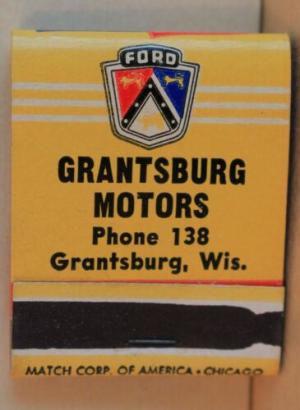 FORD
GRANTSBURG
MOTORS
Phone 138
Grantsburg, Wis.
MATCH CORP. OF AMERICA • CHICAGO